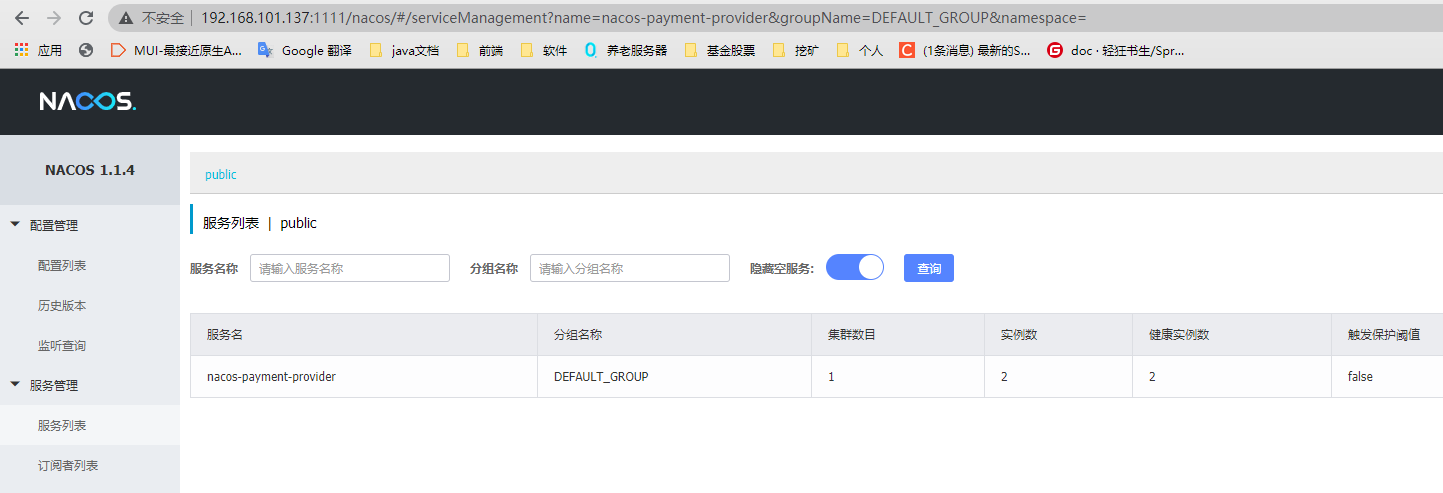 不安全 192.168.101.137:1111/nacos/#/serviceManagement?name=nacos-payment-provider&groupName=DEFAULT_GROUP&namespace=
应用 MUI-最接近原生A... Google 翻译 java文档 前端 软件 养老服务器 基金股票 挖矿 个人 (1条消息) 最新的S... doc · 轻狂书生/Spr...
NACOS.
NACOS 1.1.4
public
配置管理
服务列表 | public
配置列表
服务名称 请输入服务名称 分组名称 请输入分组名称 隐藏空服务: 查询
历史版本
服务名 分组名称 集群数目 实例数 健康实例数 触发保护阈值
监听查询
nacos-payment-provider DEFAULT_GROUP 1 2 2 false
服务管理
服务列表
订阅者列表